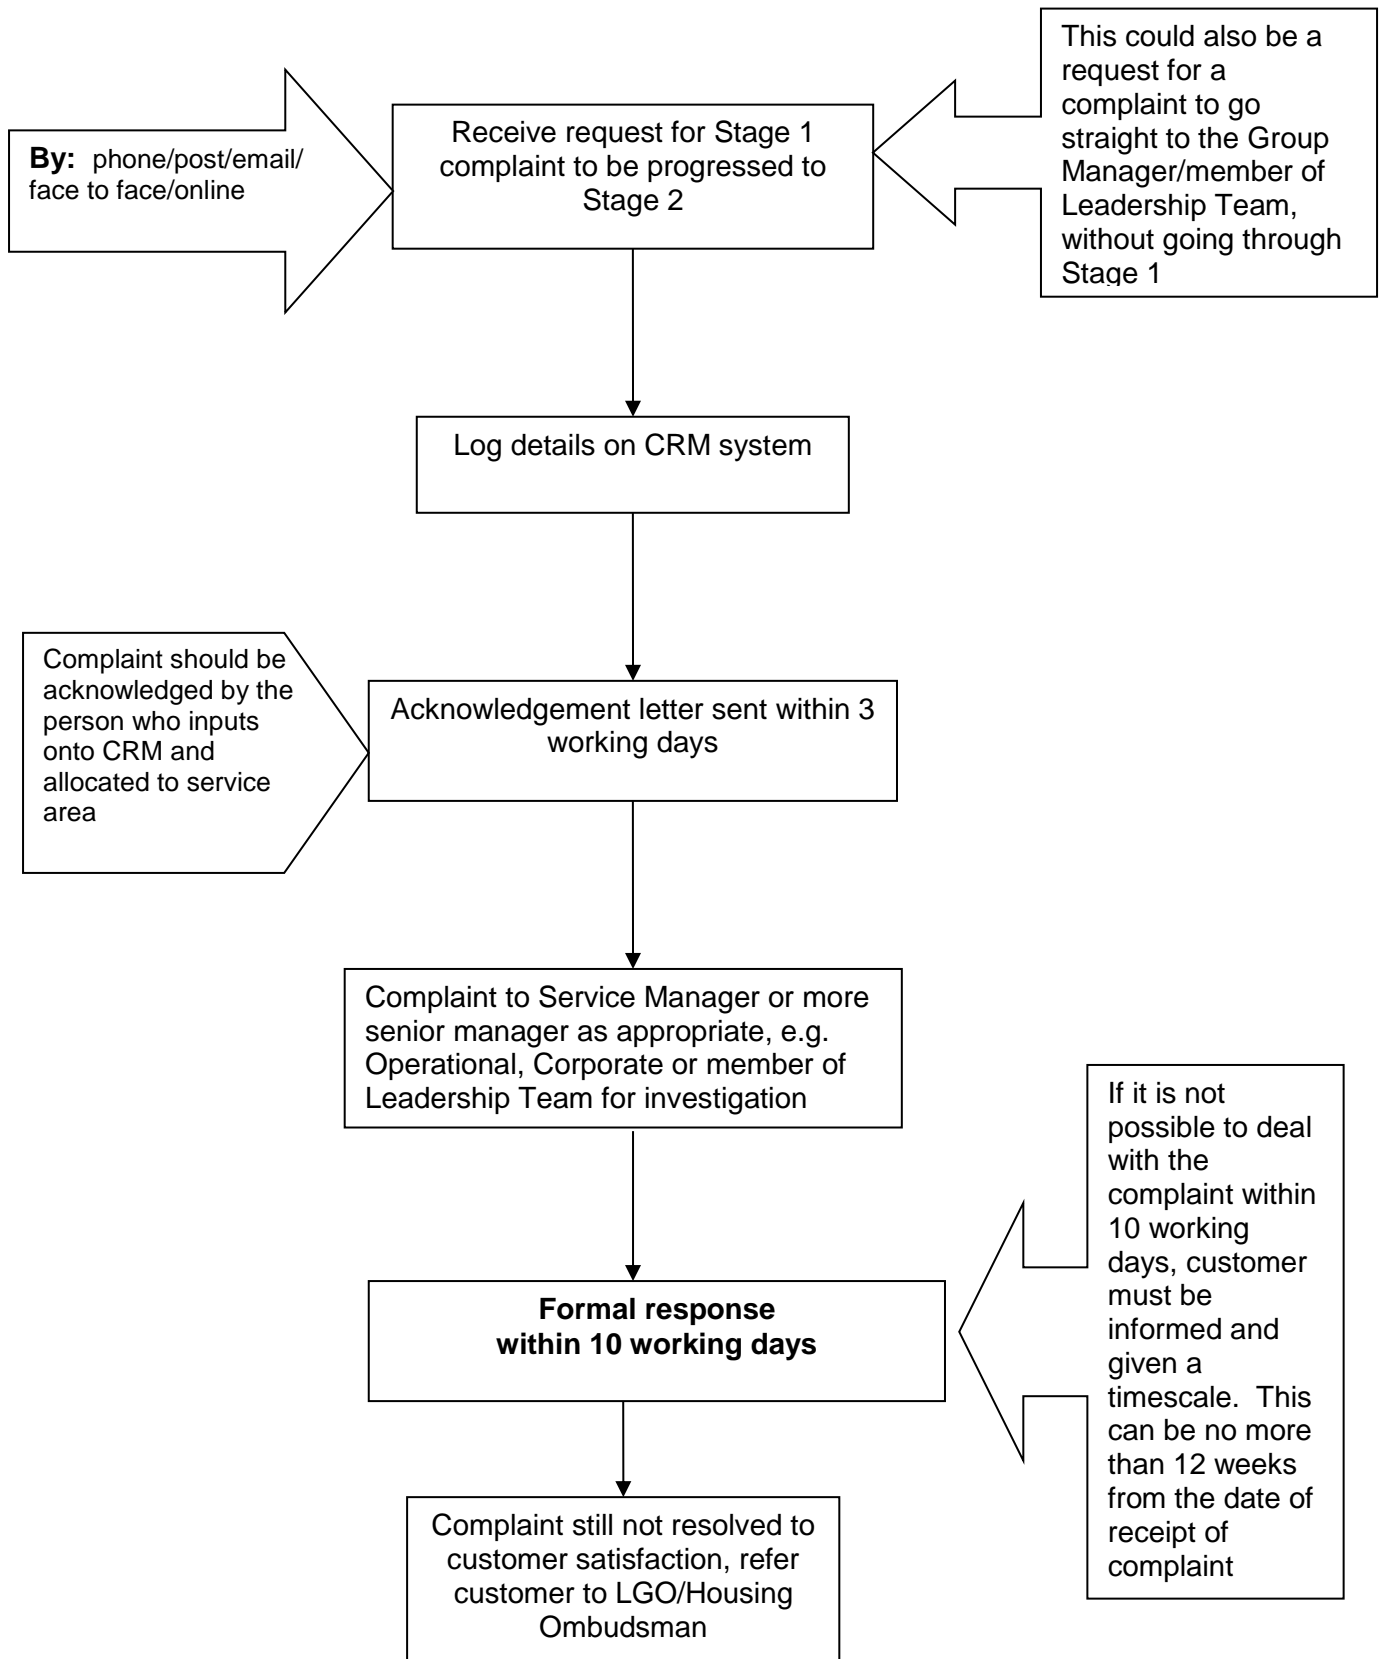 By: phone/post/email/
face to face/online
Receive request for Stage 1
complaint to be progressed to
Stage 2
This could also be a
request for a
complaint to go
straight to the Group
Manager/member of
Leadership Team,
without going through
Stage 1
Log details on CRM system
Complaint should be
acknowledged by the
person who inputs
onto CRM and
allocated to service
area
Acknowledgement letter sent within 3
working days
Complaint to Service Manager or more
senior manager as appropriate, e.g.
Operational, Corporate or member of
Leadership Team for investigation
Formal response
within 10 working days
If it is not
possible to deal
with the
complaint within
10 working
days, customer
must be
informed and
given a
timescale.  This
can be no more
than 12 weeks
from the date of
receipt of
complaint
Complaint still not resolved to
customer satisfaction, refer
customer to LGO/Housing
Ombudsman